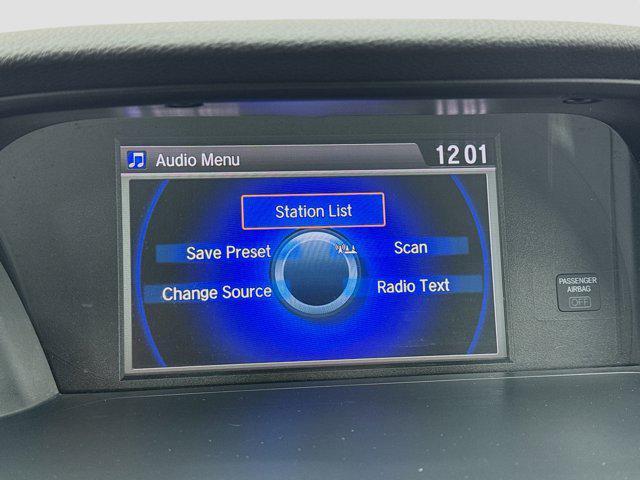 Audio Menu
12 01
Station List
Save Preset
Scan
Change Source
Radio Text
PASSENGER
AIRBAG
OFF